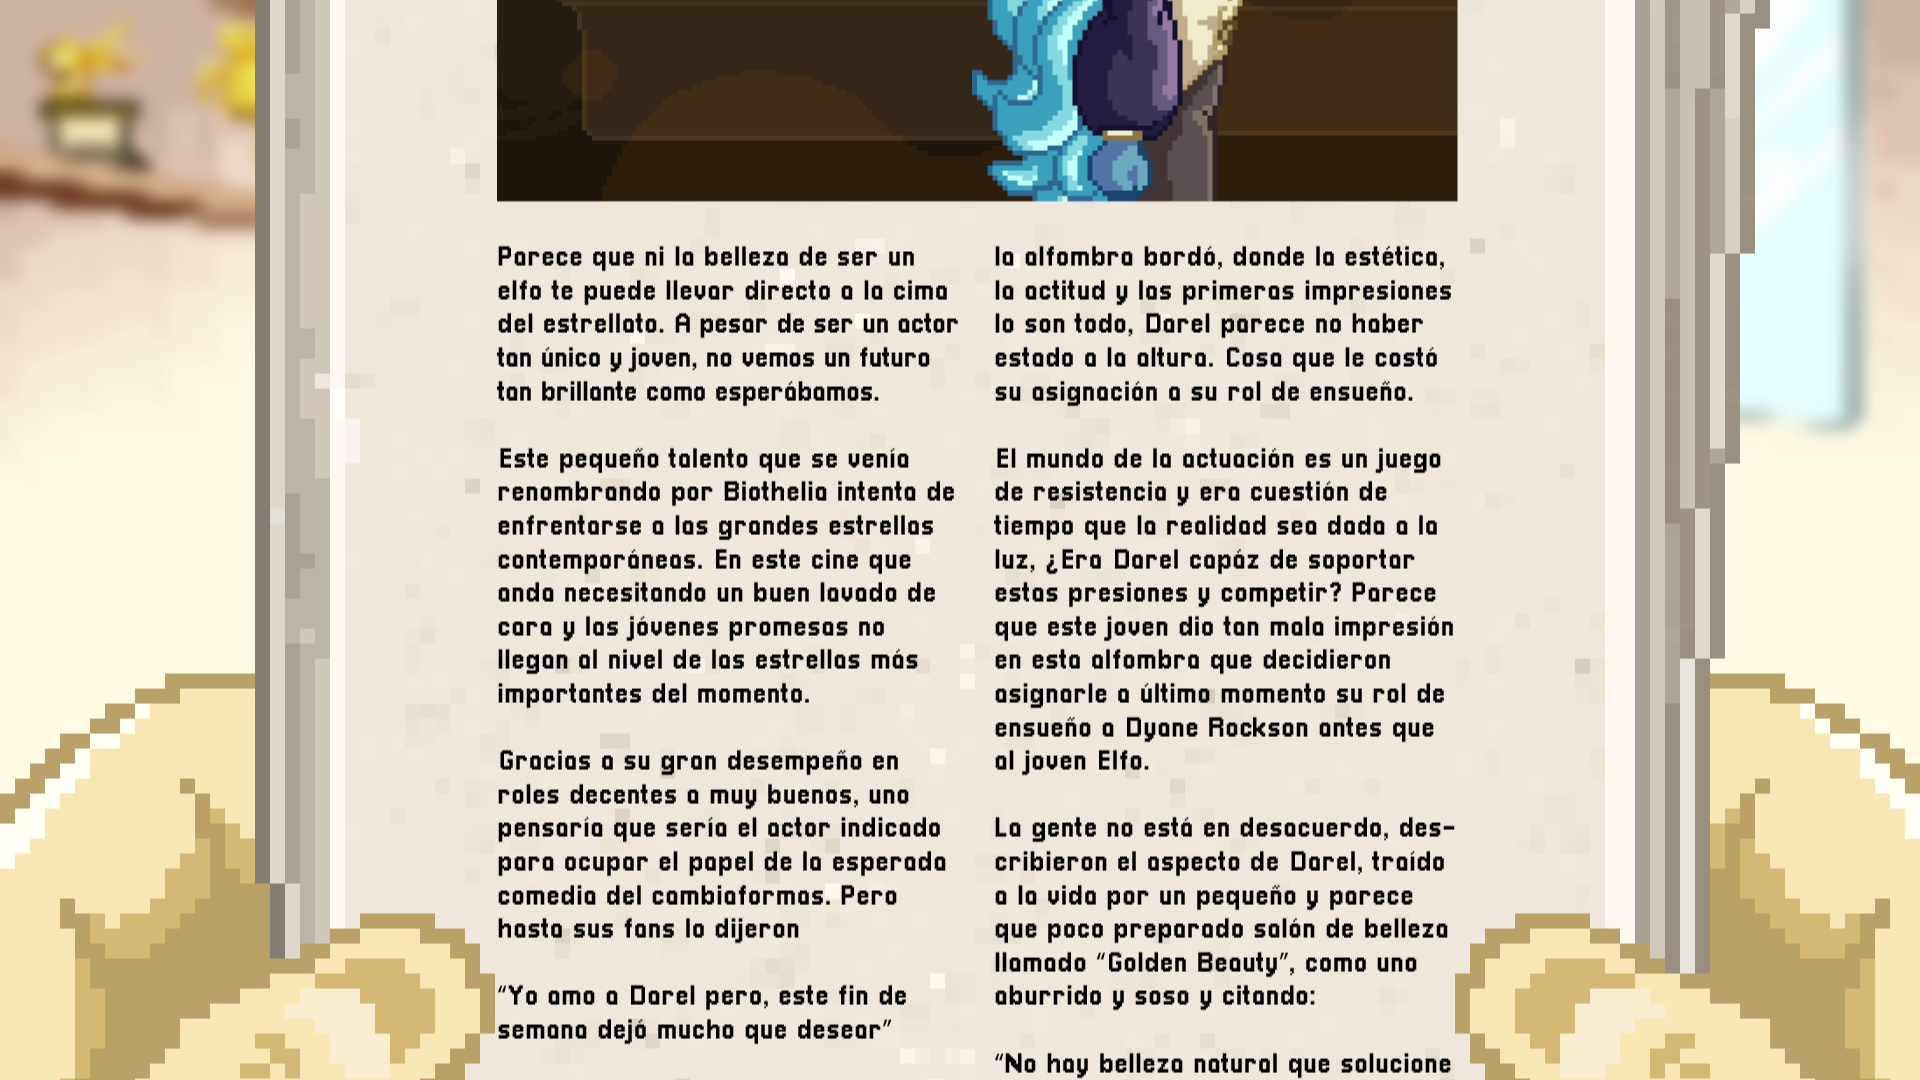 Parece que ni la belleza de ser un
elfo te puede llevar directo a la cima
del estrellato. A pesar de ser un actor
tan único y joven, no vemos un futuro
tan brillante como esperábamos.
Este pequeño talento que se venía
renombrando por Biothelia intenta de
enfrentarse a las grandes estrellas
contemporáneas. En este cine que
anda necesitando un buen lavado de
cara y las jóvenes promesas no
llegan al nivel de las estrellas más
importantes del momento.
Gracias a su gran desempeño en
roles decentes a muy buenos, uno
pensaría que sería el actor indicado
para ocupar el papel de la esperada
comedia del cambiaformas. Pero
hasta sus fans lo dijeron
“Yo amo a Darel pero, este fin de
semana dejó mucho que desear”
la alfombra bordó, donde la estética,
la actitud y las primeras impresiones
lo son todo, Darel parece no haber
estado a la altura. Cosa que le costó
su asignación a su rol de ensueño.
El mundo de la actuación es un juego
de resistencia y era cuestión de
tiempo que la realidad sea dada a la
luz, ¿Era Darel capáz de soportar
estas presiones y competir? Parece
que este joven dio tan mala impresión
en esta alfombra que decidieron
asignarle a último momento su rol de
ensueño a Dyane Rockson antes que
al joven Elfo.
La gente no está en desacuerdo, des-
cribieron el aspecto de Darel, traído
a la vida por un pequeño y parece
que poco preparado salón de belleza
llamado “Golden Beauty”, como uno
aburrido y soso y citando:
“No hay belleza natural que solucione